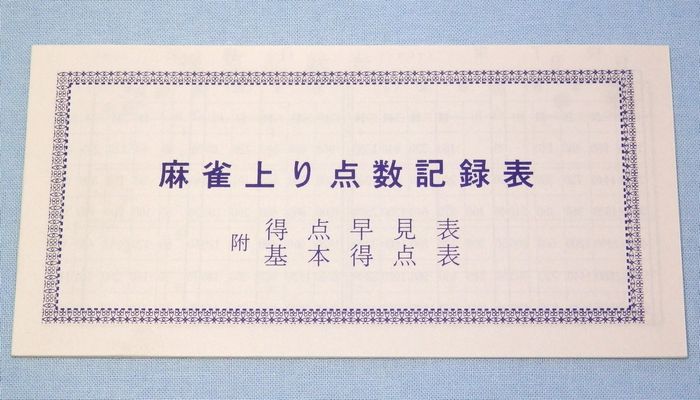 麻雀上り点数記録表
附 得点早見表
基本得点表